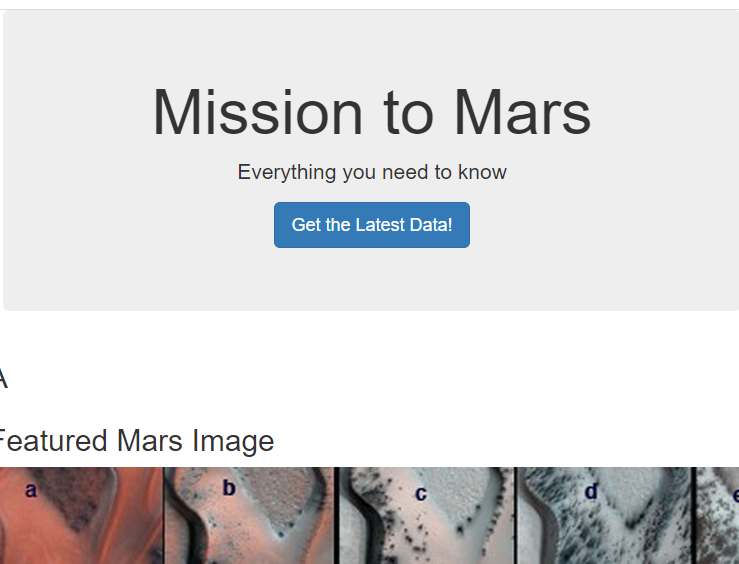 Mission to Mars
Everything you need to know
Get the Latest Data!
A
Featured Mars Image
a b c d e